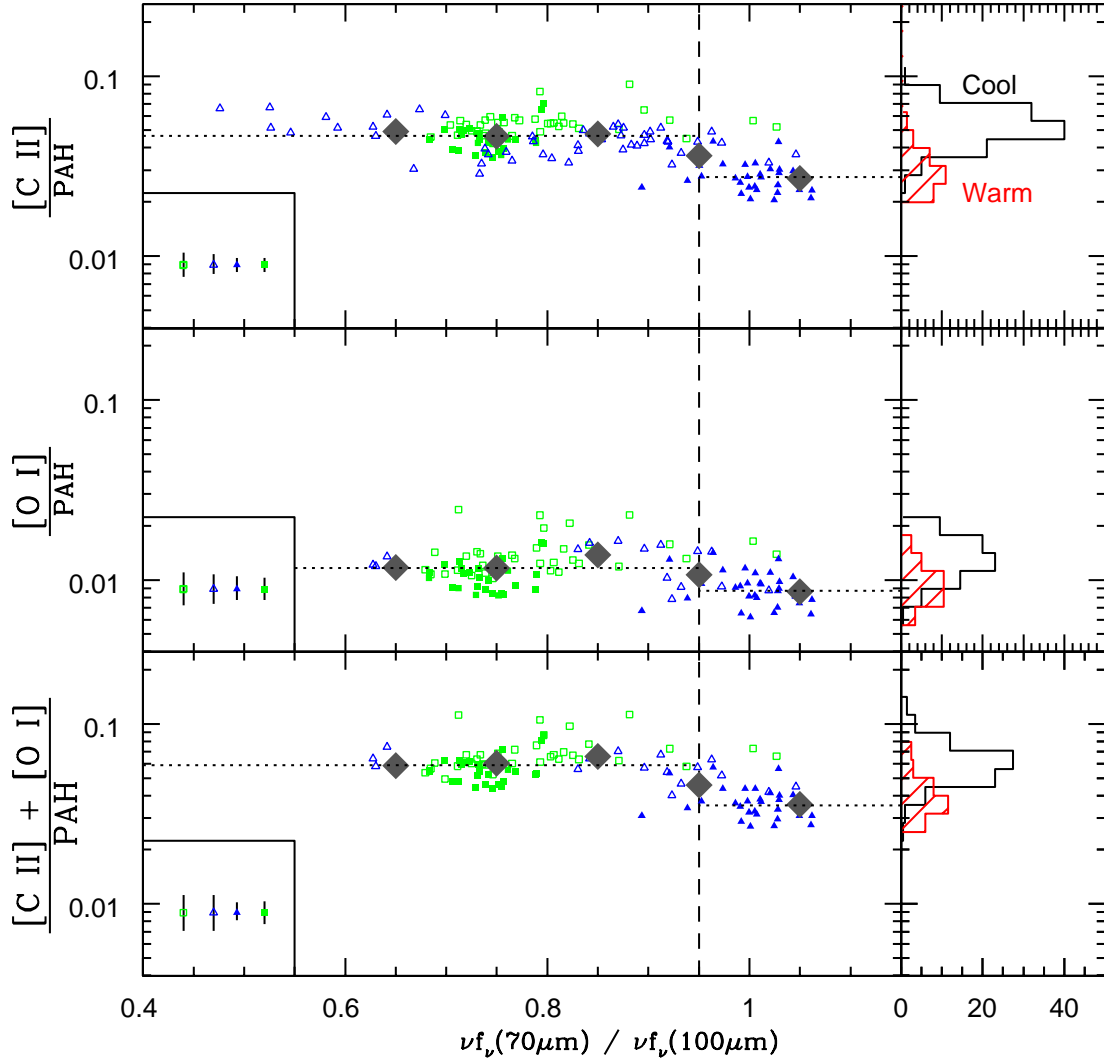 [C II]
PAH
0.1
0.01
Cool
Warm
[O I]
PAH
0.1
0.01
[C II] + [O I]
PAH
0.1
0.01
0.4 0.6 0.8 1 0 20 40
νfν(70μm) / νfν(100μm)